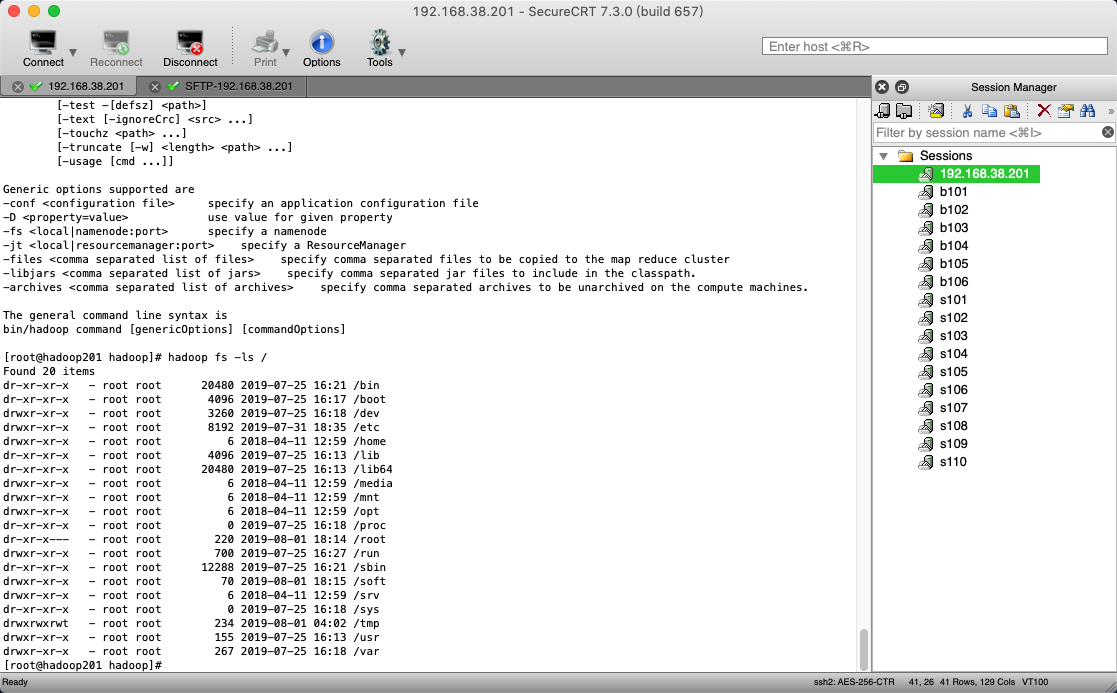 192.168.38.201 - SecureCRT 7.3.0 (build 657)
Connect
Reconnect
Disconnect
Print
Options
Tools
Enter host <⌘R>
192.168.38.201
SFTP-192.168.38.201
        [-test -[defsz] <path>]
        [-text [-ignoreCrc] <src> ...]
        [-touchz <path> ...]
        [-truncate [-w] <length> <path> ...]
        [-usage [cmd ...]]
Generic options supported are
-conf <configuration file>     specify an application configuration file
-D <property=value>            use value for given property
-fs <local|namenode:port>      specify a namenode
-jt <local|resourcemanager:port>    specify a ResourceManager
-files <comma separated list of files>    specify comma separated files to be copied to the map reduce cluster
-libjars <comma separated list of jars>    specify comma separated jar files to include in the classpath.
-archives <comma separated list of archives>    specify comma separated archives to be unarchived on the compute machines.
The general command line syntax is
bin/hadoop command [genericOptions] [commandOptions]
[root@hadoop201 hadoop]# hadoop fs -ls /
Found 20 items
dr-xr-xr-x   - root root      20480 2019-07-25 16:21 /bin
dr-xr-xr-x   - root root       4096 2019-07-25 16:17 /boot
drwxr-xr-x   - root root       3260 2019-07-25 16:18 /dev
drwxr-xr-x   - root root       8192 2019-07-31 18:35 /etc
drwxr-xr-x   - root root          6 2018-04-11 12:59 /home
dr-xr-xr-x   - root root       4096 2019-07-25 16:13 /lib
dr-xr-xr-x   - root root      20480 2019-07-25 16:13 /lib64
drwxr-xr-x   - root root          6 2018-04-11 12:59 /media
drwxr-xr-x   - root root          6 2018-04-11 12:59 /mnt
drwxr-xr-x   - root root          6 2018-04-11 12:59 /opt
dr-xr-xr-x   - root root          0 2019-07-25 16:18 /proc
dr-xr-x---   - root root        220 2019-08-01 18:14 /root
drwxr-xr-x   - root root        700 2019-07-25 16:27 /run
dr-xr-xr-x   - root root      12288 2019-07-25 16:21 /sbin
drwxr-xr-x   - root root         70 2019-08-01 18:15 /soft
drwxr-xr-x   - root root          6 2018-04-11 12:59 /srv
dr-xr-xr-x   - root root          0 2019-07-25 16:18 /sys
drwxrwxrwt   - root root        234 2019-08-01 04:02 /tmp
drwxr-xr-x   - root root        155 2019-07-25 16:13 /usr
drwxr-xr-x   - root root        267 2019-07-25 16:18 /var
[root@hadoop201 hadoop]#
Session Manager
»
Filter by session name <⌘I>
Sessions
192.168.38.201
b101
b102
b103
b104
b105
b106
s101
s102
s103
s104
s105
s106
s107
s108
s109
s110
Ready
ssh2: AES-256-CTR    41, 26    41 Rows, 129 Cols    VT100